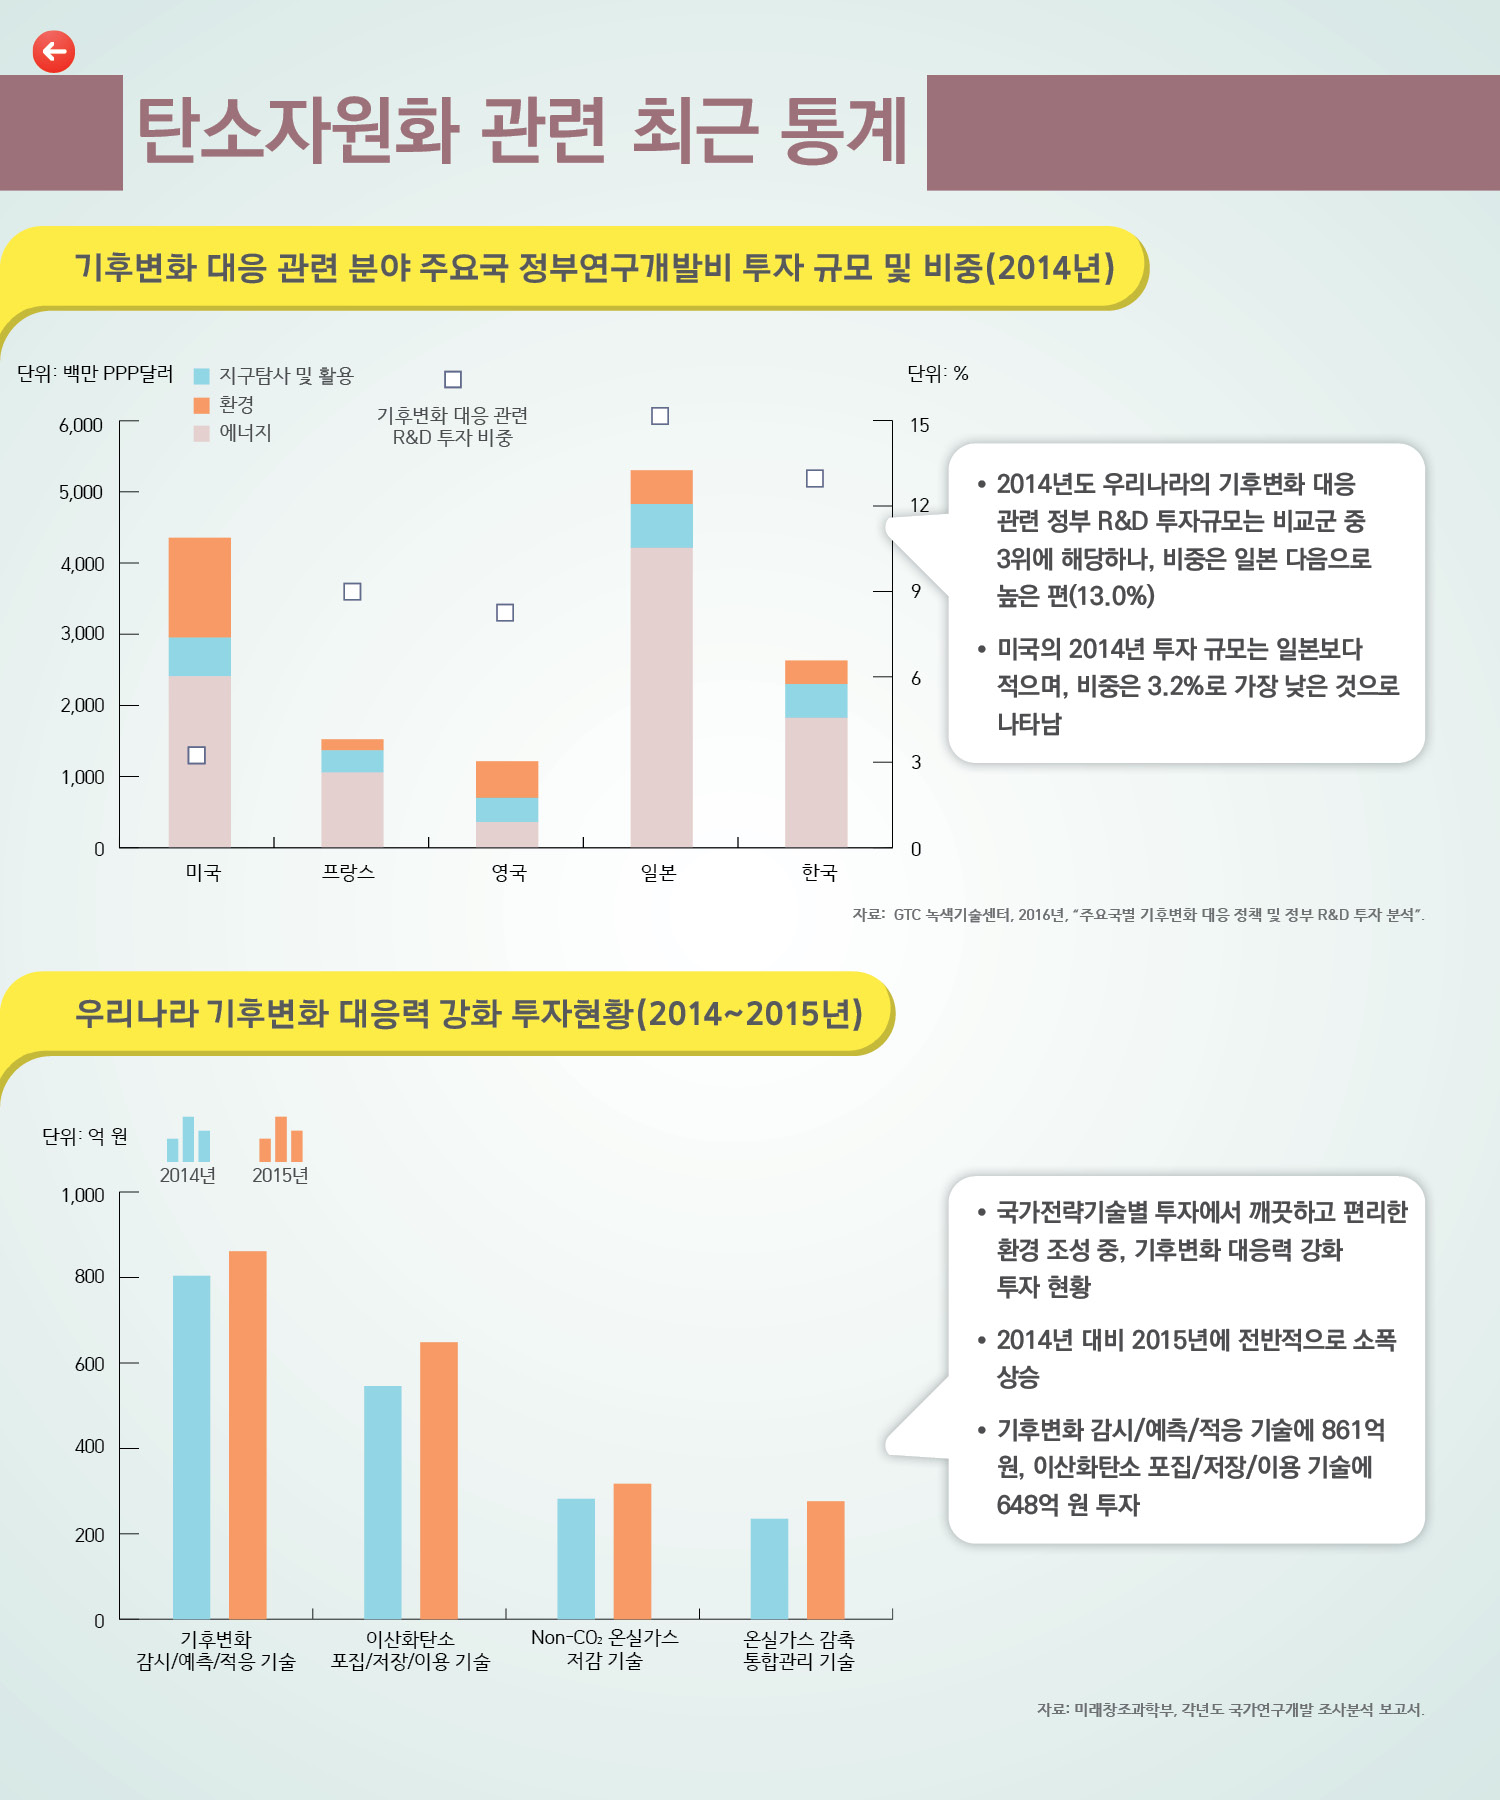 탄소자원화 관련 최근 통계
기후변화 대응 관련 분야 주요국 정부연구개발비 투자 규모 및 비중(2014년)
단위: 백만 PPP달러
지구탐사 및 활용
환경
에너지
기후변화 대응 관련
R&D 투자 비중
단위: %
6,000
5,000
4,000
3,000
2,000
1,000
0
15
12
9
6
3
0
미국
프랑스
영국
일본
한국
• 2014년도 우리나라의 기후변화 대응
관련 정부 R&D 투자규모는 비교군 중
3위에 해당하나, 비중은 일본 다음으로
높은 편(13.0%)
• 미국의 2014년 투자 규모는 일본보다
적으며, 비중은 3.2%로 가장 낮은 것으로
나타남
자료: GTC 녹색기술센터, 2016년, “주요국별 기후변화 대응 정책 및 정부 R&D 투자 분석”.
우리나라 기후변화 대응력 강화 투자현황(2014~2015년)
단위: 억 원
2014년
2015년
1,000
800
600
400
200
0
기후변화
감시/예측/적응 기술
이산화탄소
포집/저장/이용 기술
Non-CO₂ 온실가스
저감 기술
온실가스 감축
통합관리 기술
• 국가전략기술별 투자에서 깨끗하고 편리한
환경 조성 중, 기후변화 대응력 강화
투자 현황
• 2014년 대비 2015년에 전반적으로 소폭
상승
• 기후변화 감시/예측/적응 기술에 861억
원, 이산화탄소 포집/저장/이용 기술에
648억 원 투자
자료: 미래창조과학부, 각년도 국가연구개발 조사분석 보고서.